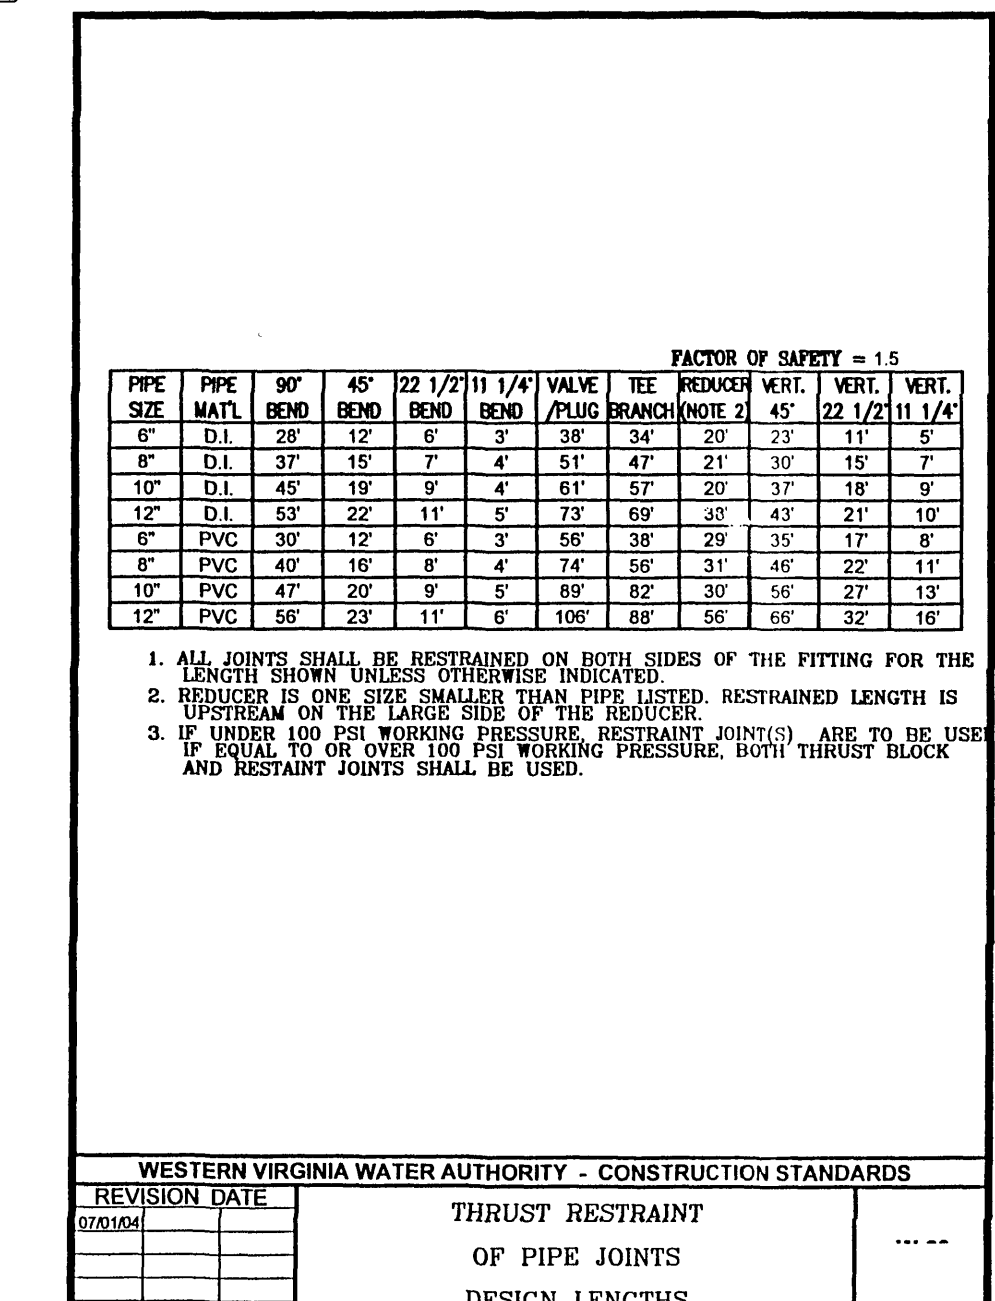 FACTOR OF SAFETY = 1.5
PIPE SIZE PIPE MAT'L 90° BEND 45° BEND 22 1/2° BEND 11 1/4° BEND VALVE /PLUG TEE BRANCH REDUCER (NOTE 2) VERT. 45° VERT. 22 1/2° VERT. 11 1/4°
6" D.I. 28' 12' 6' 3' 38' 34' 20' 23' 11' 5'
8" D.I. 37' 15' 7' 4' 51' 47' 21' 30' 15' 7'
10" D.I. 45' 19' 9' 4' 61' 57' 20' 37' 18' 9'
12" D.I. 53' 22' 11' 5' 73' 69' 43' 21' 10'
6" PVC 30' 12' 6' 3' 56' 38' 29' 35' 17' 8'
8" PVC 40' 16' 8' 4' 74' 56' 31' 46' 22' 11'
10" PVC 47' 20' 9' 5' 89' 82' 30' 56' 27' 13'
12" PVC 56' 23' 11' 6' 106' 88' 56' 66' 32' 16'
1. ALL JOINTS SHALL BE RESTRAINED ON BOTH SIDES OF THE FITTING FOR THE
LENGTH SHOWN UNLESS OTHERWISE INDICATED.
2. REDUCER IS ONE SIZE SMALLER THAN PIPE LISTED. RESTRAINED LENGTH IS
UPSTREAM ON THE LARGE SIDE OF THE REDUCER.
3. IF UNDER 100 PSI WORKING PRESSURE, RESTRAINT JOINT(S) ARE TO BE USE
IF EQUAL TO OR OVER 100 PSI WORKING PRESSURE, BOTH THRUST BLOCK
AND RESTAINT JOINTS SHALL BE USED.
WESTERN VIRGINIA WATER AUTHORITY - CONSTRUCTION STANDARDS
REVISION DATE
07/01/04
THRUST RESTRAINT
OF PIPE JOINTS
DESIGN LENGTHS